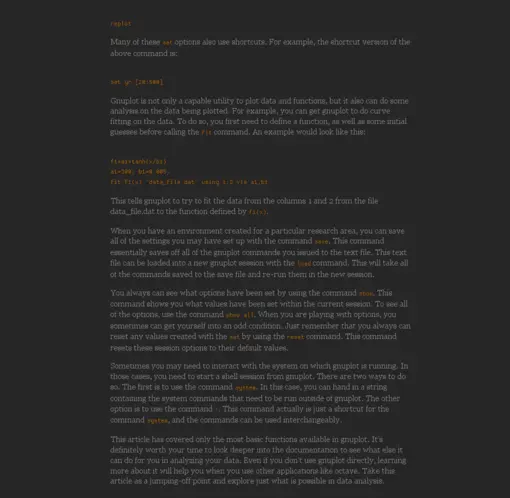 replot
Many of these set options also use shortcuts. For example, the shortcut version of the
above command is:
set yr [20:500]
Gnuplot is not only a capable utility to plot data and functions, but it also can do some
analysis on the data being plotted. For example, you can get gnuplot to do curve
fitting on the data. To do so, you first need to define a function, as well as some initial
guesses before calling the fit command. An example would look like this:
fit f1(x) 'data_file.dat' using 1:2 via a1,b1
This tells gnuplot to try to fit the data from the columns 1 and 2 from the file
data_file.dat to the function defined by f1(x).
When you have an environment created for a particular research area, you can save
all of the settings you may have set up with the command save. This command
essentially saves off all of the gnuplot commands you issued to the text file. This text
file can be loaded into a new gnuplot session with the load command. This will take all
of the commands saved to the save file and re-run them in the new session.
You always can see what options have been set by using the command show. This
command shows you what values have been set within the current session. To see all
of the options, use the command show all. When you are playing with options, you
sometimes can get yourself into an odd condition. Just remember that you always can
reset any values created with the set by using the reset command. This command
resets these session options to their default values.
Sometimes you may need to interact with the system on which gnuplot is running. In
those cases, you need to start a shell session from gnuplot. There are two ways to do
so. The first is to use the command system. In this case, you can hand in a string
containing the system commands that need to be run outside of gnuplot. The other
option is to use the command . This command actually is just a shortcut for the
command system, and the commands can be used interchangeably.
This article has covered only the most basic functions available in gnuplot. It's
definitely worth your time to look deeper into the documentation to see what else it
can do for you in analyzing your data. Even if you don't use gnuplot directly, learning
more about it will help you when you use other applications like octave. Take this
article as a jumping-off point and explore just what is possible in data analysis.